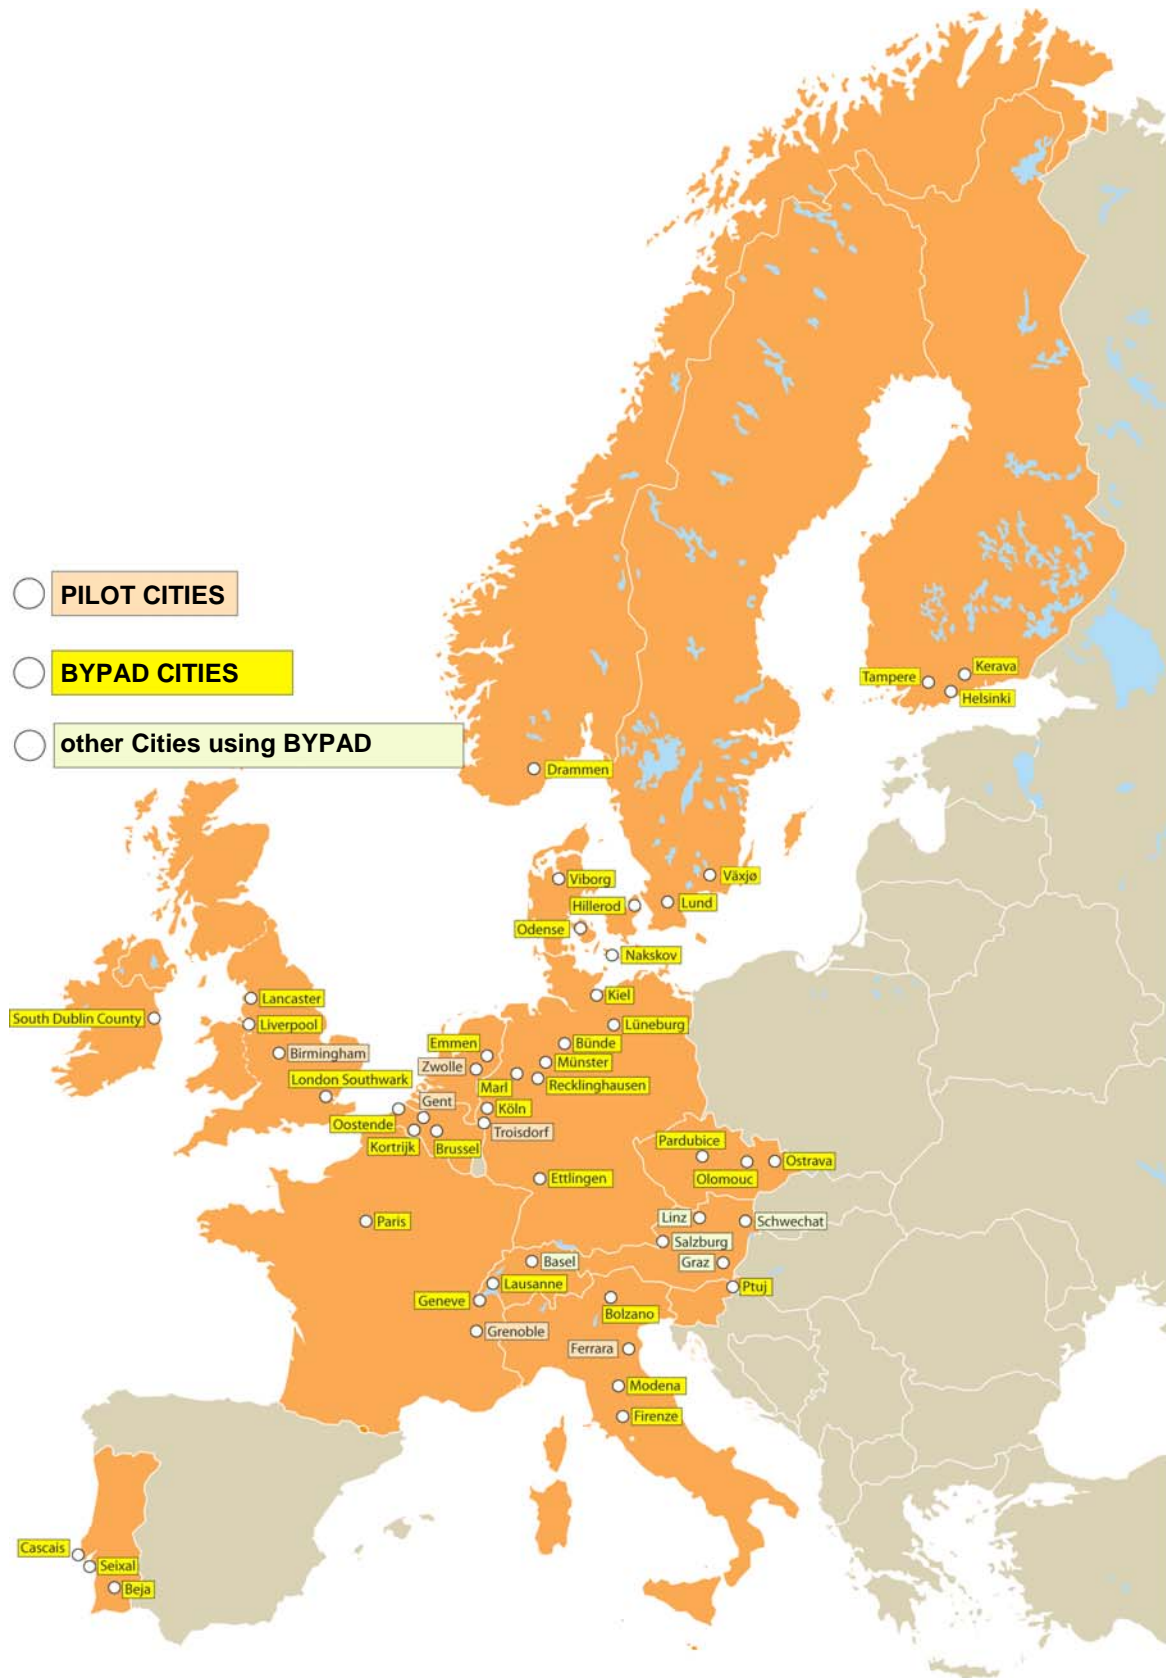 PILOT CITIES
BYPAD CITIES
other Cities using BYPAD
Kerava
Tampere
Helsinki
Drammen
Växjø
Viborg
Lund
Hillerod
Odense
Nakskov
Kiel
Lancaster
South Dublin County
Liverpool
Lüneburg
Emmen
Bünde
Birmingham
Münster
Zwolle
London Southwark
Marl
Recklinghausen
Gent
Köln
Oostende
Troisdorf
Kortrijk
Brussel
Pardubice
Ostrava
Olomouc
Ettlingen
Linz
Paris
Schwechat
Salzburg
Basel
Graz
Lausanne
Ptuj
Geneve
Bolzano
Grenoble
Ferrara
Modena
Firenze
Cascais
Seixal
Beja